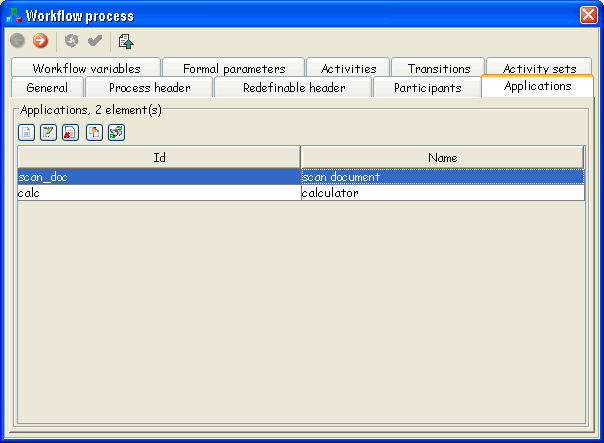 Workflow process
Workflow variables Formal parameters Activities Transitions Activity sets
General Process header Redefinable header Participants Applications
Applications, 2 element(s)
Id Name
scan_doc scan document
calc calculator